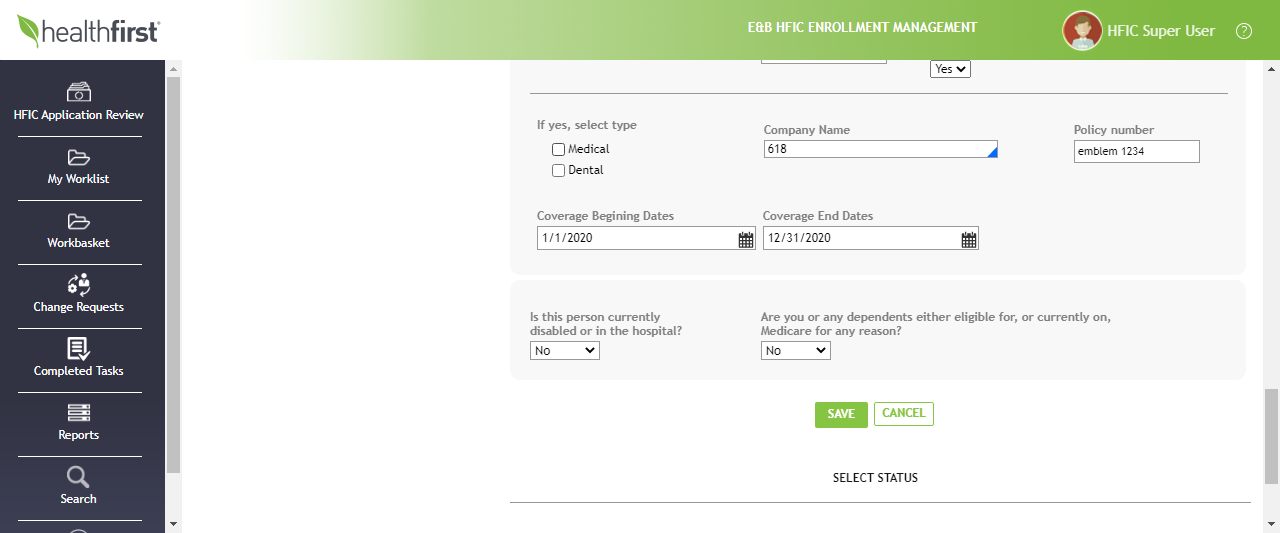 healthfirst
E&B HFIC ENROLLMENT MANAGEMENT
HFIC Super User
?
HFIC Application Review
My Worklist
Workbasket
Change Requests
Completed Tasks
Reports
Search
Yes
If yes, select type
Medical
Dental
Company Name
618
Policy number
emblem 1234
Coverage Begining Dates
1/1/2020
Coverage End Dates
12/31/2020
Is this person currently
disabled or in the hospital?
No
Are you or any dependents either eligible for, or currently on,
Medicare for any reason?
No
SAVE
CANCEL
SELECT STATUS